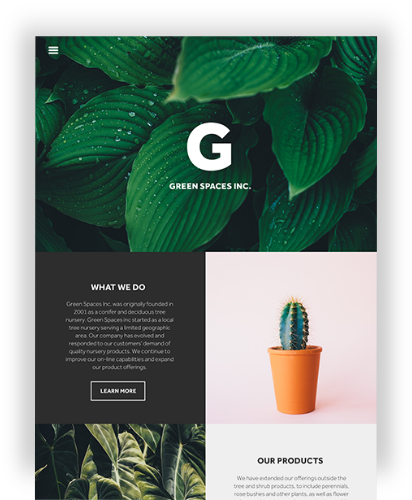 G
GREEN SPACES INC.
WHAT WE DO
Green Spaces Inc. was originally founded in
2001 as a conifer and deciduous tree
nursery. Green Spaces inc started as a local
tree nursery serving a limited geographic
area. Our company has evolved and
responded to our customers' demand of
quality nursery products. We continue to
improve our on-line capabilities and expand
our product offerings.
LEARN MORE
OUR PRODUCTS
We have extended our offerings outside the
tree and shrub products, to include perennials,
rose bushes and other plants, as well as flower